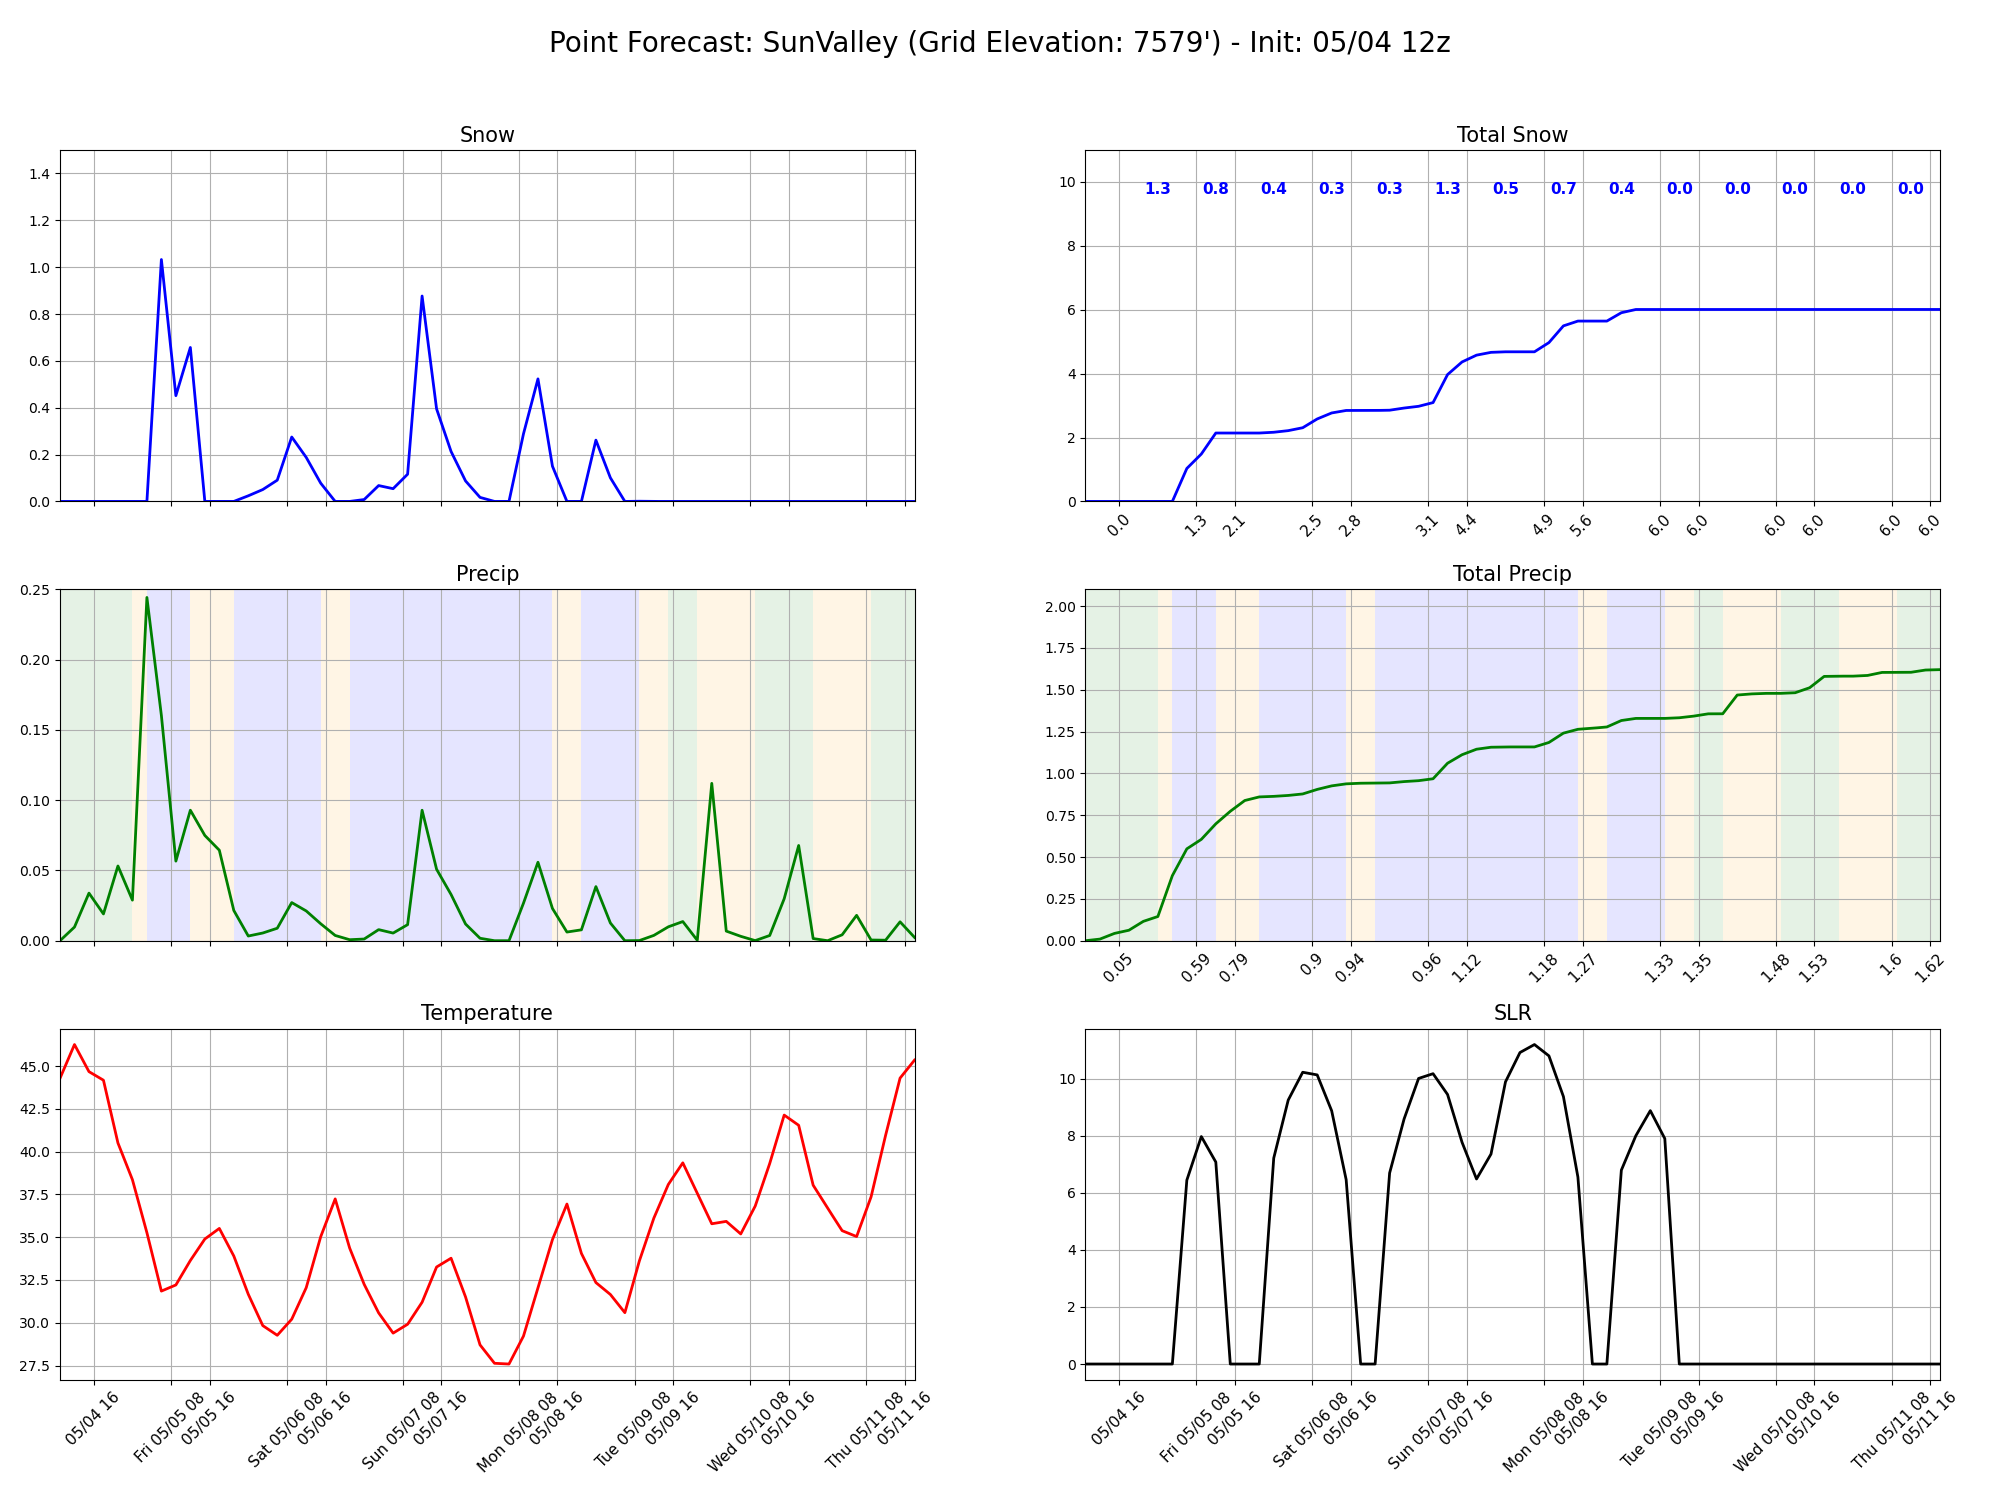 Point Forecast: SunValley (Grid Elevation: 7579') - Init: 05/04 12z
Snow
1.4
1.2
1.0
0.8
0.6
0.4
0.2
0.0
Total Snow
10
8
6
4
2
0
1.3 0.8 0.4 0.3 0.3 1.3 0.5 0.7 0.4 0.0 0.0 0.0 0.0 0.0
0.0 1.3 2.1 2.5 2.8 3.1 4.4 4.9 5.6 6.0 6.0 6.0 6.0 6.0 6.0
Precip
0.25
0.20
0.15
0.10
0.05
0.00
Total Precip
2.00
1.75
1.50
1.25
1.00
0.75
0.50
0.25
0.00
0.05 0.59 0.79 0.9 0.94 0.96 1.12 1.18 1.27 1.33 1.35 1.48 1.53 1.6 1.62
Temperature
45.0
42.5
40.0
37.5
35.0
32.5
30.0
27.5
05/04 16
Fri 05/05 08
05/05 16
Sat 05/06 08
05/06 16
Sun 05/07 08
05/07 16
Mon 05/08 08
05/08 16
Tue 05/09 08
05/09 16
Wed 05/10 08
05/10 16
Thu 05/11 08
05/11 16
SLR
10
8
6
4
2
0
05/04 16
Fri 05/05 08
05/05 16
Sat 05/06 08
05/06 16
Sun 05/07 08
05/07 16
Mon 05/08 08
05/08 16
Tue 05/09 08
05/09 16
Wed 05/10 08
05/10 16
Thu 05/11 08
05/11 16